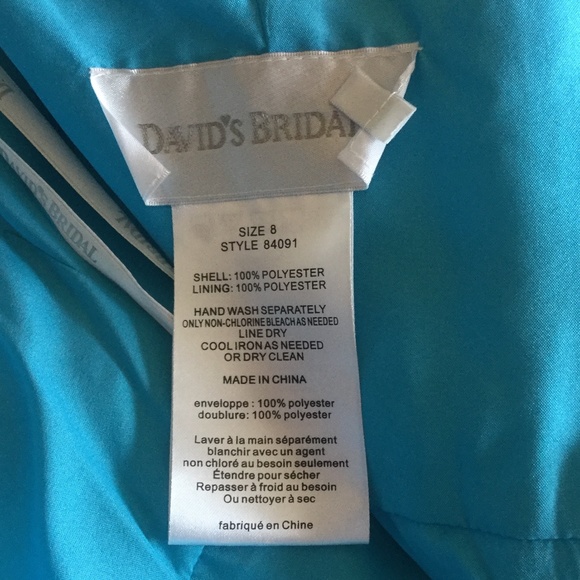 DAVID'S BRIDAL
DAVID'S BRIDAL
SIZE 8
STYLE 84091
SHELL: 100% POLYESTER
LINING: 100% POLYESTER
HAND WASH SEPARATELY
ONLY NON-CHLORINE BLEACH AS NEEDED
LINE DRY
COOL IRON AS NEEDED
OR DRY CLEAN
MADE IN CHINA
enveloppe : 100% polyester
doublure: 100% polyester
Laver à la main séparément
blanchir avec un agent
non chloré au besoin seulement
Étendre pour sécher
Repasser à froid au besoin
Ou nettoyer à sec
fabriqué en Chine